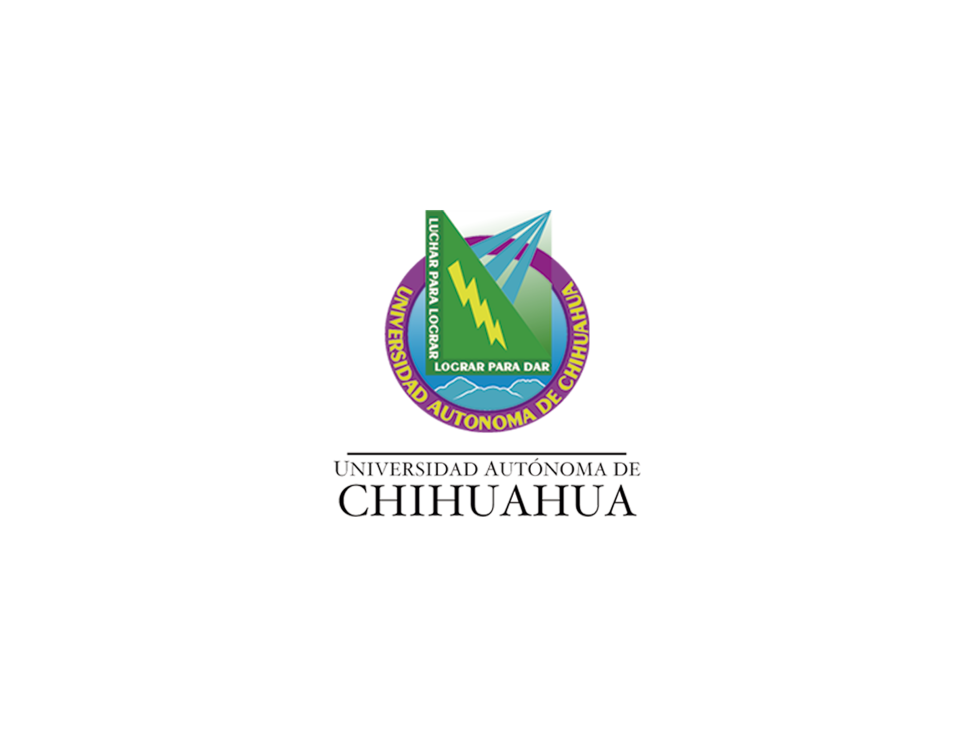 LUCHAR PARA LOGRAR
LOGRAR PARA DAR
UNIVERSIDAD AUTONOMA DE CHIHUAHUA
UNIVERSIDAD AUTÓNOMA DE
CHIHUAHUA